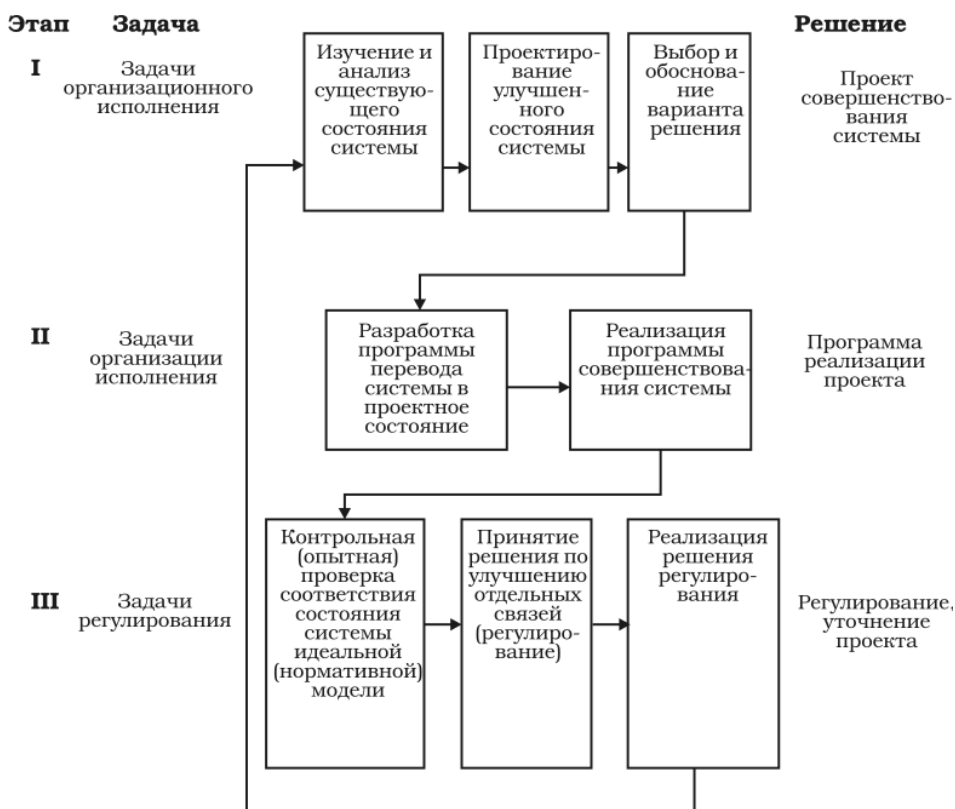 Этап Задача Решение
I
Задачи
организационного
исполнения
Изучение и
анализ
существую-
щего
состояния
системы
Проектиро-
вание
улучшен-
ного
состояния
системы
Выбор и
обоснова-
ние
варианта
решения
Проект
совершенство-
вания
системы
II
Задачи
организации
исполнения
Разработка
программы
перевода
системы в
проектное
состояние
Реализация
программы
совершенствова-
ния системы
Программа
реализации
проекта
III
Задачи
регулирования
Контрольная
(опытная)
проверка
соответствия
состояния
системы
идеальной
(нормативной)
модели
Принятие
решения по
улучшению
отдельных
связей
(регулиро-
вание)
Реализация
решения
регулиро-
вания
Регулирование,
уточнение
проекта